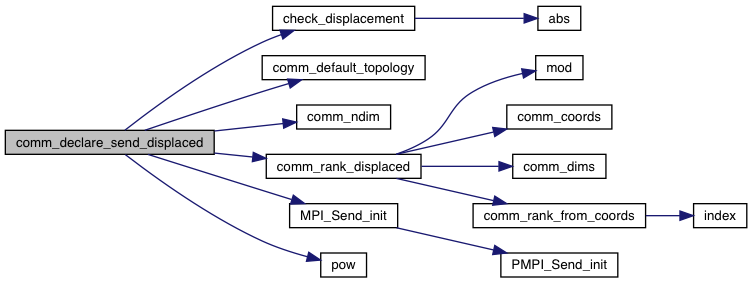 check_displacement
abs
comm_default_topology
mod
comm_ndim
comm_coords
comm_declare_send_displaced
comm_rank_displaced
comm_dims
MPI_Send_init
comm_rank_from_coords
index
pow
PMPI_Send_init